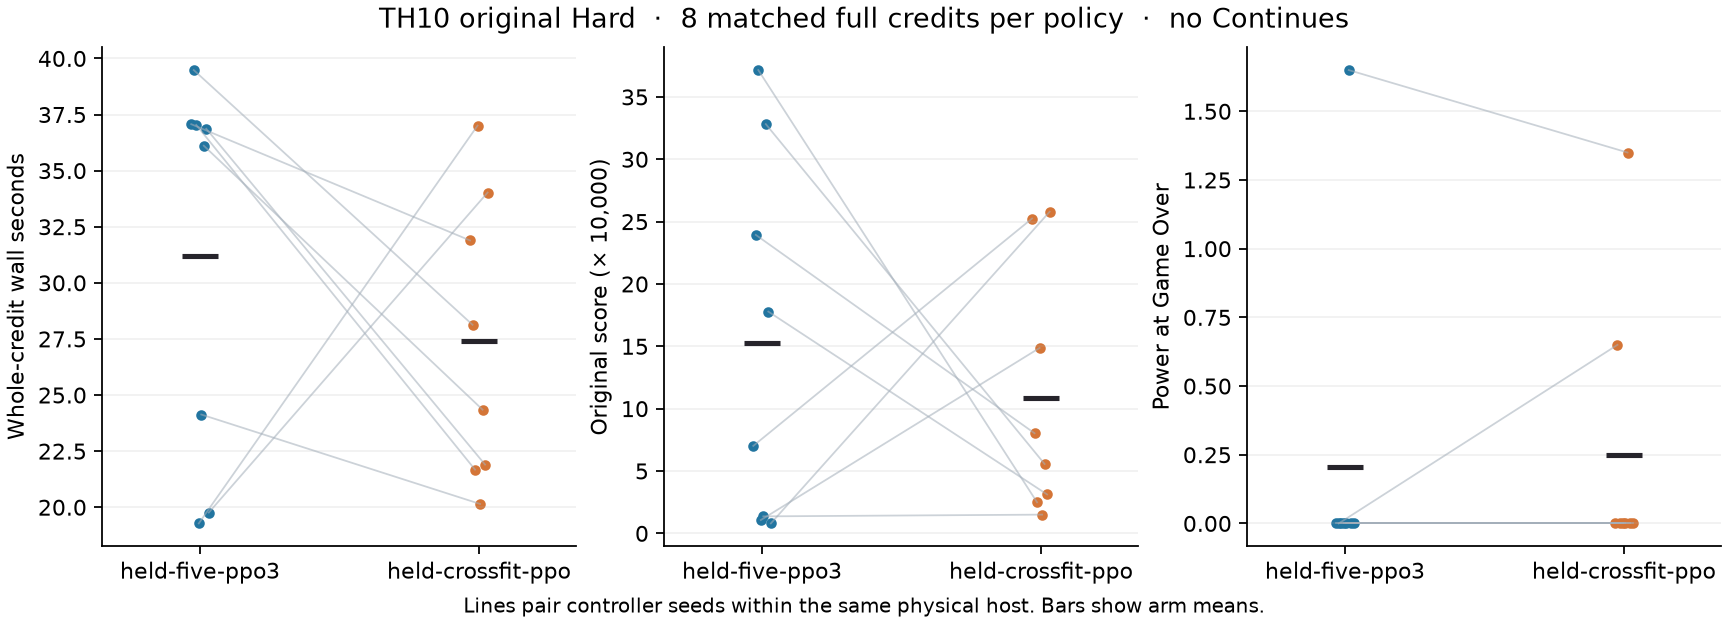 TH10 original Hard · 8 matched full credits per policy · no Continues
Whole-credit wall seconds
40.0
37.5
35.0
32.5
30.0
27.5
25.0
22.5
20.0
held-five-ppo3
held-crossfit-ppo
Original score (× 10,000)
35
30
25
20
15
10
5
0
held-five-ppo3
held-crossfit-ppo
Power at Game Over
1.50
1.25
1.00
0.75
0.50
0.25
0.00
held-five-ppo3
held-crossfit-ppo
Lines pair controller seeds within the same physical host. Bars show arm means.